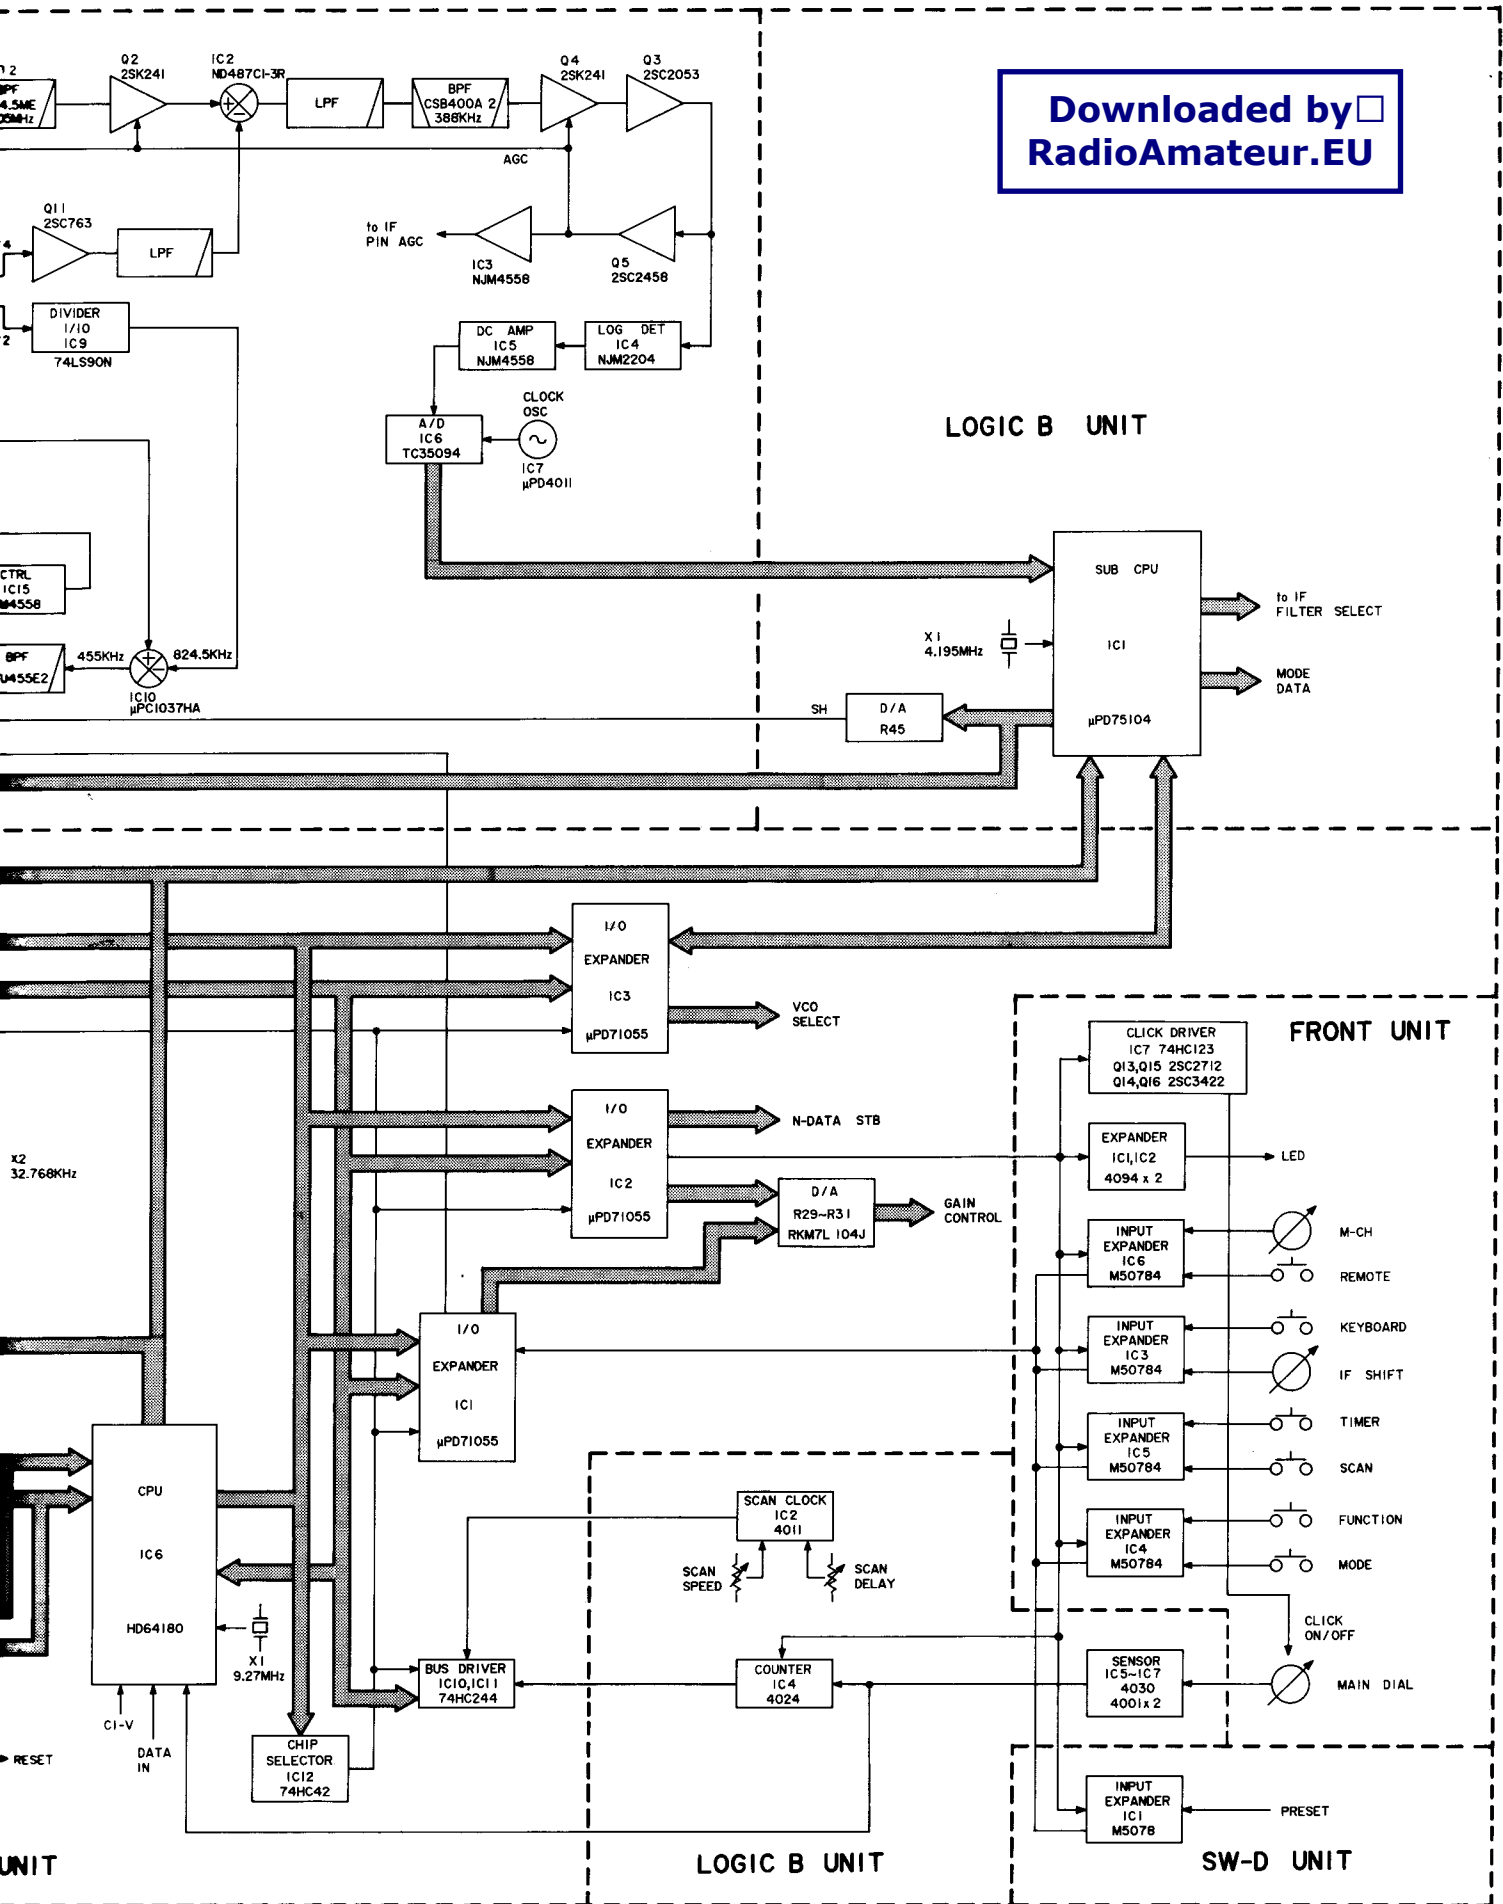 Q2
2SK241
IC2
ND487C1-3R
Q4
2SK241
Q3
2SC2053
BPF
4.5ME
LPF
BPF
CSB400A 2
388KHz
AGC
Downloaded by
RadioAmateur.EU
Q11
2SC763
LPF
to IF
PIN AGC
IC3
NJM4558
Q5
2SC2458
DIVIDER
1/10
IC9
74LS90N
DC AMP
IC5
NJM4558
LOG DET
IC4
NJM2204
CLOCK
OSC
A/D
IC6
TC35094
IC7
μPD4011
LOGIC B UNIT
CTRL
IC15
M4558
SUB CPU
IC1
μPD75104
to IF
FILTER SELECT
X1
4.195MHz
MODE
DATA
BPF
U455E2
455KHz
824.5KHz
IC10
μPC1037HA
SH
D/A
R45
I/O
EXPANDER
IC3
μPD71055
VCO
SELECT
FRONT UNIT
CLICK DRIVER
IC7 74HC123
Q13,Q15 2SC2712
Q14,Q16 2SC3422
I/O
EXPANDER
IC2
μPD71055
N-DATA STB
EXPANDER
IC1,IC2
4094 x 2
LED
X2
32.768KHz
D/A
R29~R31
RKM7L 104J
GAIN
CONTROL
INPUT
EXPANDER
IC6
M50784
M-CH
REMOTE
I/O
EXPANDER
IC1
μPD71055
INPUT
EXPANDER
IC3
M50784
KEYBOARD
IF SHIFT
INPUT
EXPANDER
IC5
M50784
TIMER
SCAN
CPU
IC6
HD64180
SCAN CLOCK
IC2
4011
SCAN
SPEED
SCAN
DELAY
INPUT
EXPANDER
IC4
M50784
FUNCTION
MODE
X1
9.27MHz
CLICK
ON/OFF
BUS DRIVER
IC10,IC11
74HC244
COUNTER
IC4
4024
SENSOR
IC5~IC7
4030
4001x2
MAIN DIAL
CI-V
DATA
IN
RESET
CHIP
SELECTOR
IC12
74HC42
INPUT
EXPANDER
IC1
M5078
PRESET
UNIT
LOGIC B UNIT
SW-D UNIT